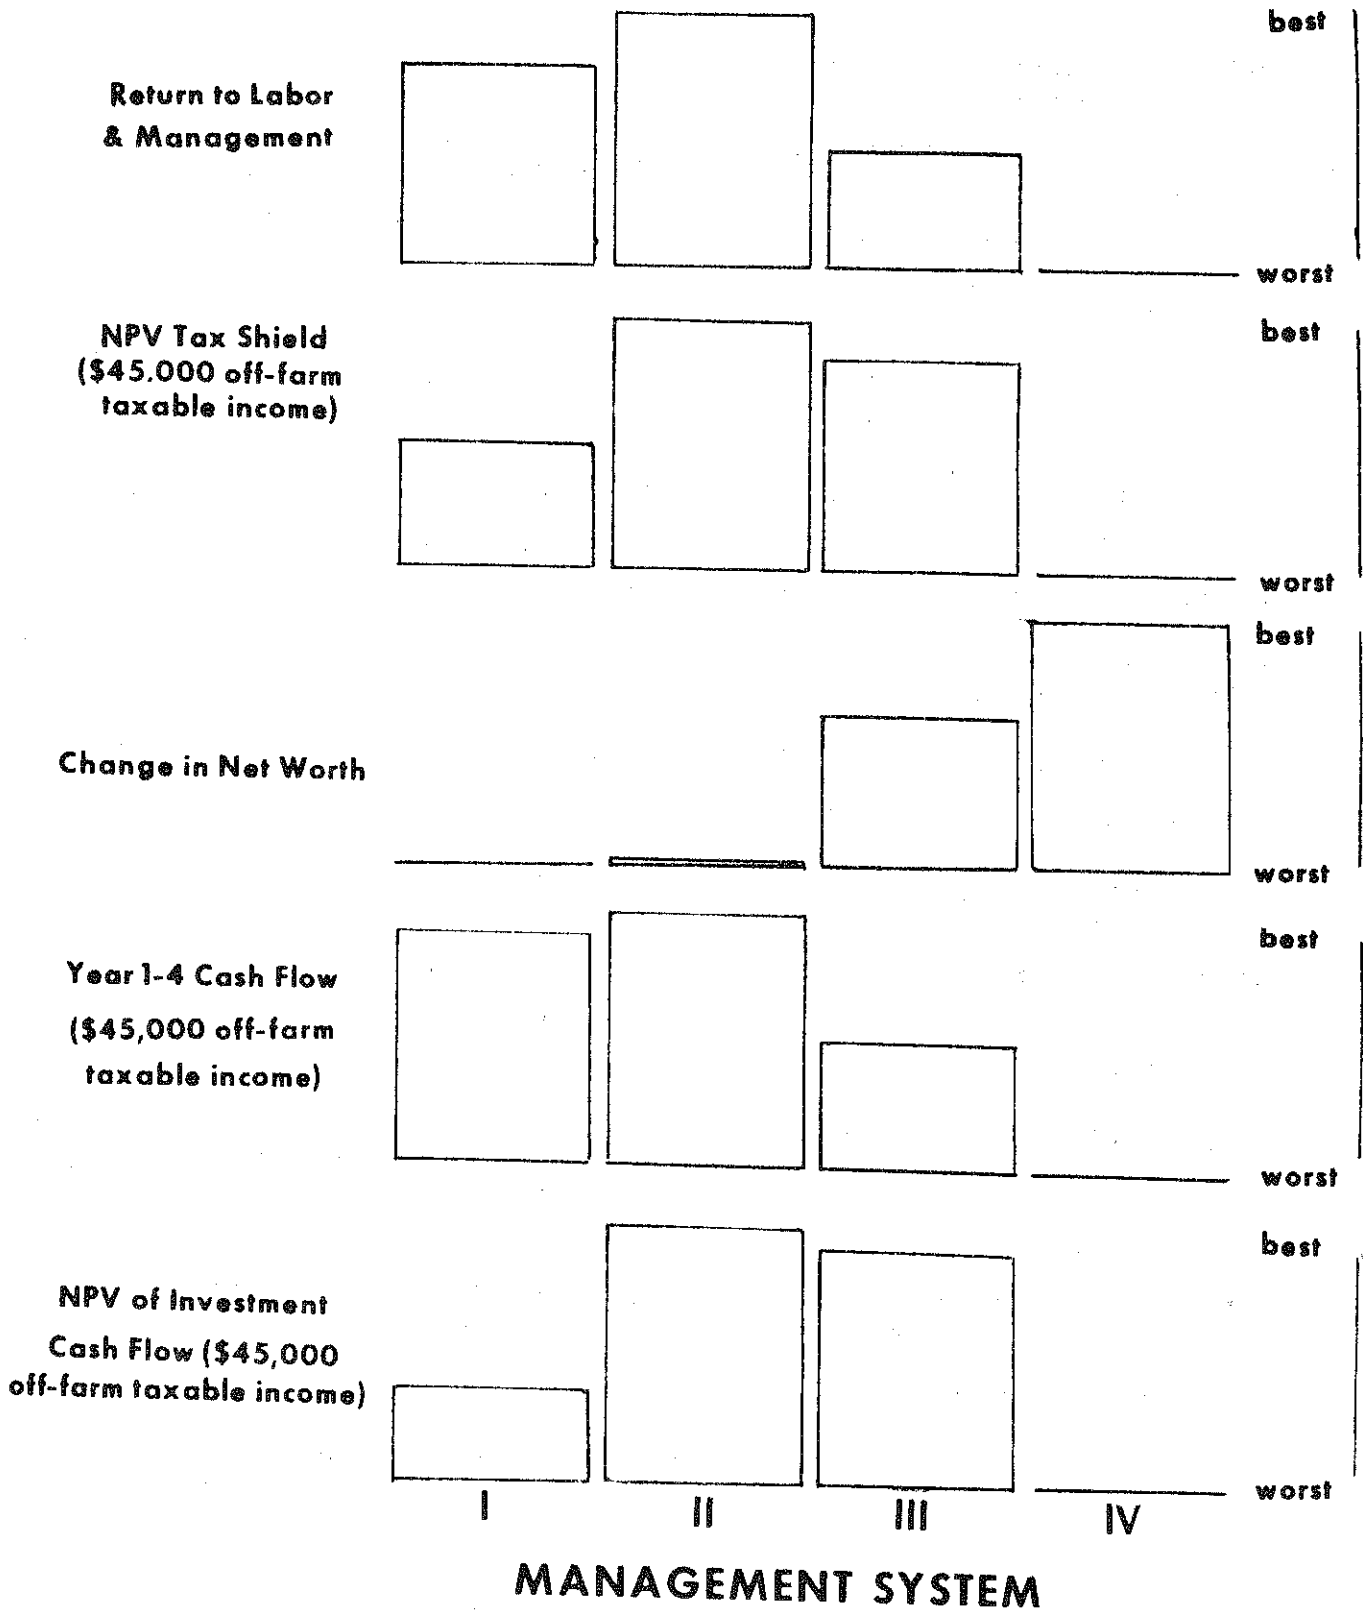 best
Return to Labor
& Management
worst
NPV Tax Shield
($45.000 off-farm
taxable income)
best
worst
best
Change in Net Worth
worst
best
Year 1-4 Cash Flow
($45,000 off-farm
taxable income)
worst
best
NPV of Investment
Cash Flow ($45,000
off-farm taxable income)
worst
I II III IV
MANAGEMENT SYSTEM